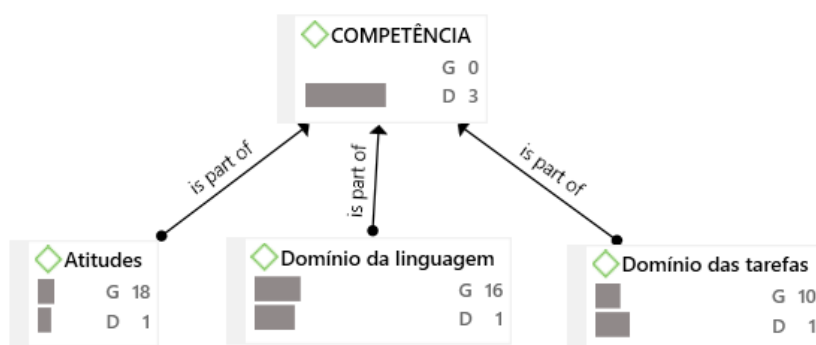 COMPETÊNCIA
G 0
D 3
is part of
is part of
is part of
Atitudes
G 18
D 1
Domínio da linguagem
G 16
D 1
Domínio das tarefas
G 10
D 1